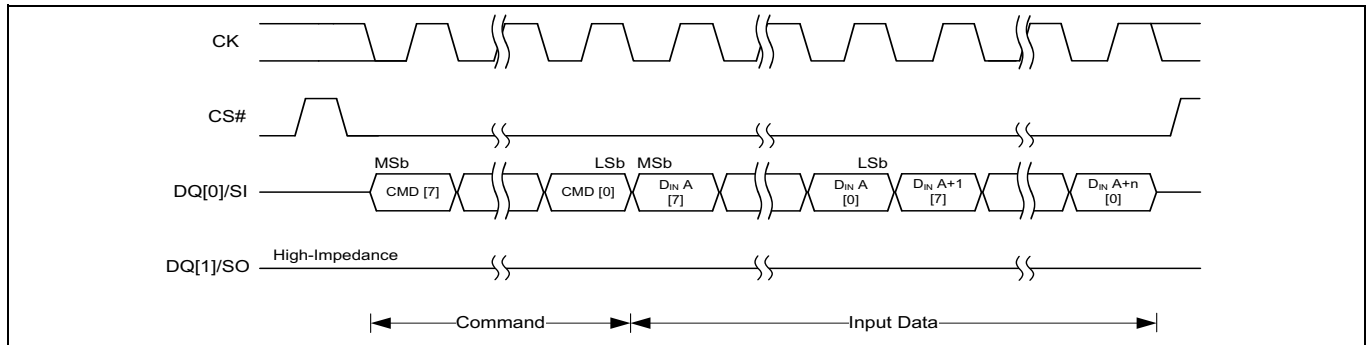 CK
CS#
MSb LSb MSb LSb
DQ[0]/SI CMD [7] CMD [0] DIN A [7] DIN A [0] DIN A+1 [7] DIN A+n [0]
High-Impedance
DQ[1]/SO
Command Input Data